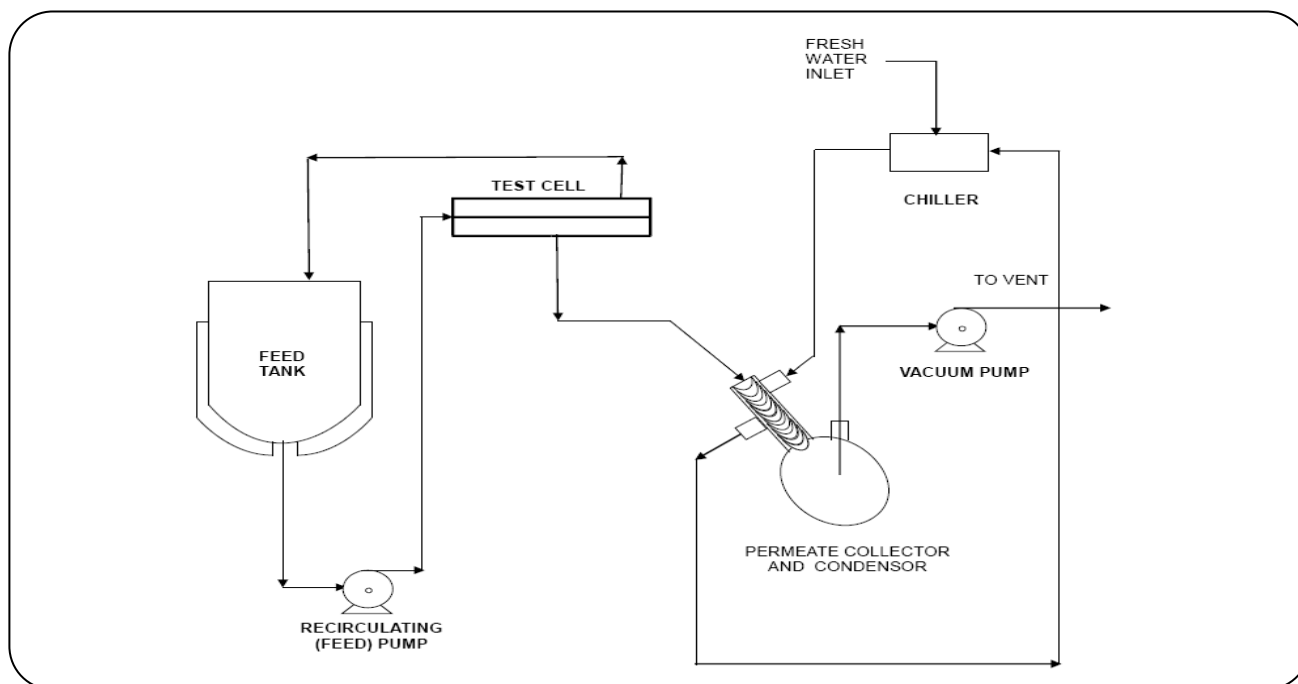 FRESH
WATER
INLET
TEST CELL
CHILLER
TO VENT
FEED
TANK
VACUUM PUMP
PERMEATE COLLECTOR
AND CONDENSOR
RECIRCULATING
(FEED) PUMP